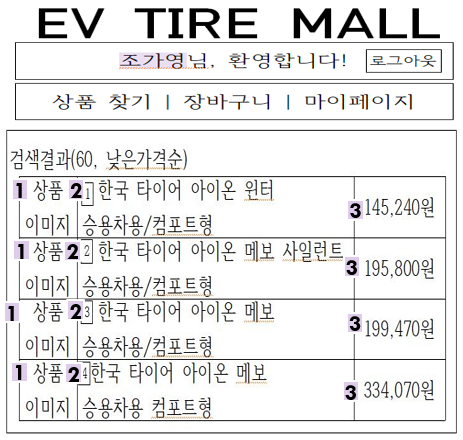 EV TIRE MALL
조가영님, 환영합니다! 로그아웃
상품 찾기 | 장바구니 | 마이페이지
검색결과(60, 낮은가격순)
1 상품 2 1 한국 타이어 아이온 윈터
이미지 승용차용/컴포트형
3 145,240원
1 상품 2 2 한국 타이어 아이온 메보 사일런트
이미지 승용차용/컴포트형
3 195,800원
1 상품 2 3 한국 타이어 아이온 메보
이미지 승용차용/컴포트형
3 199,470원
1 상품 2 4 한국 타이어 아이온 메보
이미지 승용차용 컴포트형
3 334,070원